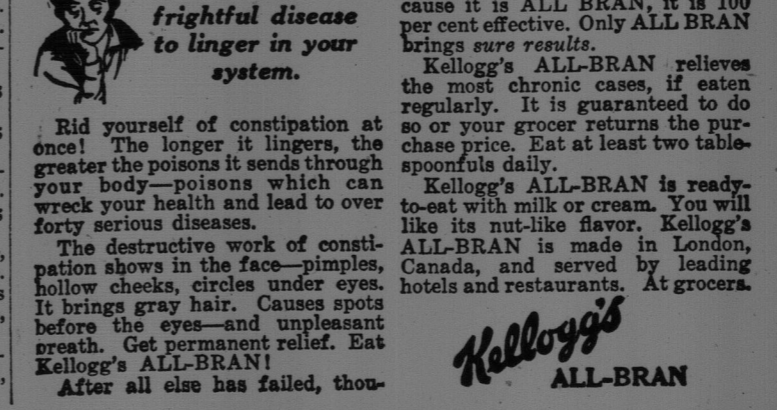 frightful disease
to linger in your
system.
Rid yourself of constipation at
once! The longer it lingers, the
greater the poisons it sends through
your body—poisons which can
wreck your health and lead to over
forty serious diseases.
The destructive work of consti-
pation shows in the face—pimples,
hollow cheeks, circles under eyes.
It brings gray hair. Causes spots
before the eyes—and unpleasant
breath. Get permanent relief. Eat
Kellogg's ALL-BRAN!
After all else has failed, thou-
cause it is ALL BRAN, it is 100
per cent effective. Only ALL BRAN
brings sure results.
Kellogg's ALL-BRAN relieves
the most chronic cases, if eaten
regularly. It is guaranteed to do
so or your grocer returns the pur-
chase price. Eat at least two table-
spoonfuls daily.
Kellogg's ALL-BRAN is ready-
to-eat with milk or cream. You will
like its nut-like flavor. Kellogg's
ALL-BRAN is made in London,
Canada, and served by leading
hotels and restaurants. At grocers.
Kellogg's
ALL-BRAN